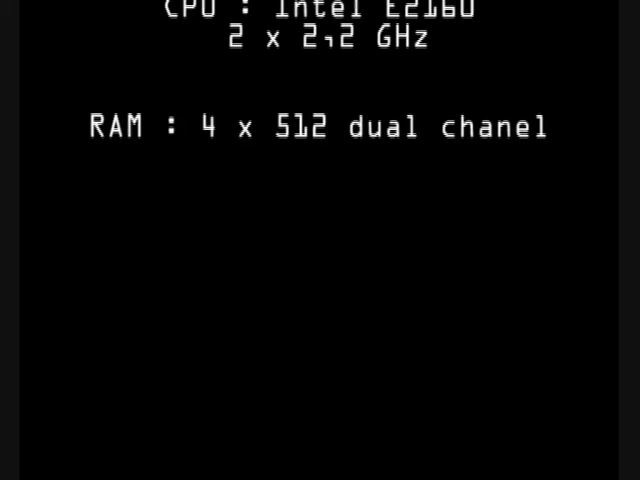 CPU : Intel E2160
2 x 2,2 GHz
RAM : 4 x 512 dual chanel